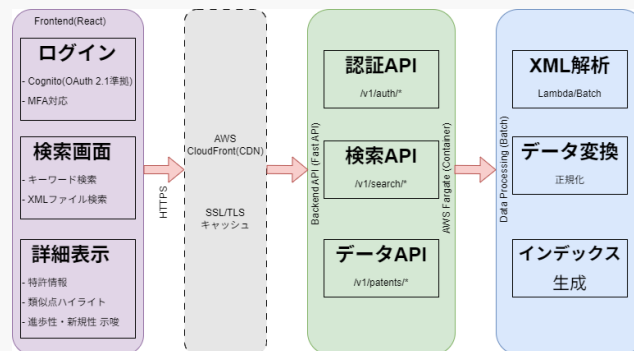 Frontend(React)
ログイン
- Cognito(OAuth 2.1準拠)
- MFA対応
検索画面
- キーワード検索
- XMLファイル検索
詳細表示
- 特許情報
- 類似点ハイライト
- 進歩性・新規性 示唆
HTTPS
AWS
CloudFront(CDN)
SSL/TLS
キャッシュ
Backend API (Fast API)
認証API
/v1/auth/*
検索API
/v1/search/*
データAPI
/v1/patents/*
AWS Fargate (Container)
Data Processing (Batch)
XML解析
Lambda/Batch
データ変換
正規化
インデックス
生成